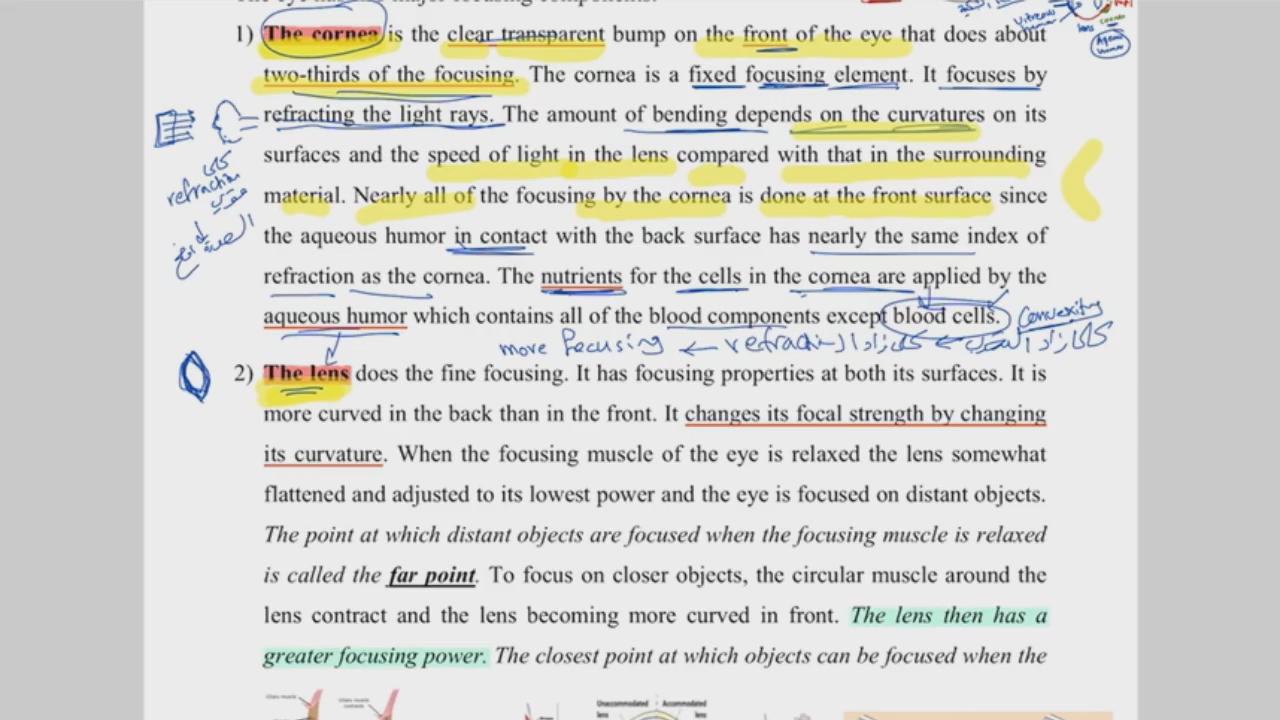 1) The cornea is the clear transparent bump on the front of the eye that does about
two-thirds of the focusing. The cornea is a fixed focusing element. It focuses by
refracting the light rays. The amount of bending depends on the curvatures on its
surfaces and the speed of light in the lens compared with that in the surrounding
material. Nearly all of the focusing by the cornea is done at the front surface since
the aqueous humor in contact with the back surface has nearly the same index of
refraction as the cornea. The nutrients for the cells in the cornea are applied by the
aqueous humor which contains all of the blood components except blood cells.
Convexity
more focusing ← refraction
2) The lens does the fine focusing. It has focusing properties at both its surfaces. It is
more curved in the back than in the front. It changes its focal strength by changing
its curvature. When the focusing muscle of the eye is relaxed the lens somewhat
flattened and adjusted to its lowest power and the eye is focused on distant objects.
The point at which distant objects are focused when the focusing muscle is relaxed
is called the far point. To focus on closer objects, the circular muscle around the
lens contract and the lens becoming more curved in front. The lens then has a
greater focusing power. The closest point at which objects can be focused when the
refraction
Vitreous
humor
lens
Unaccommodated
lens
Accommodated
lens